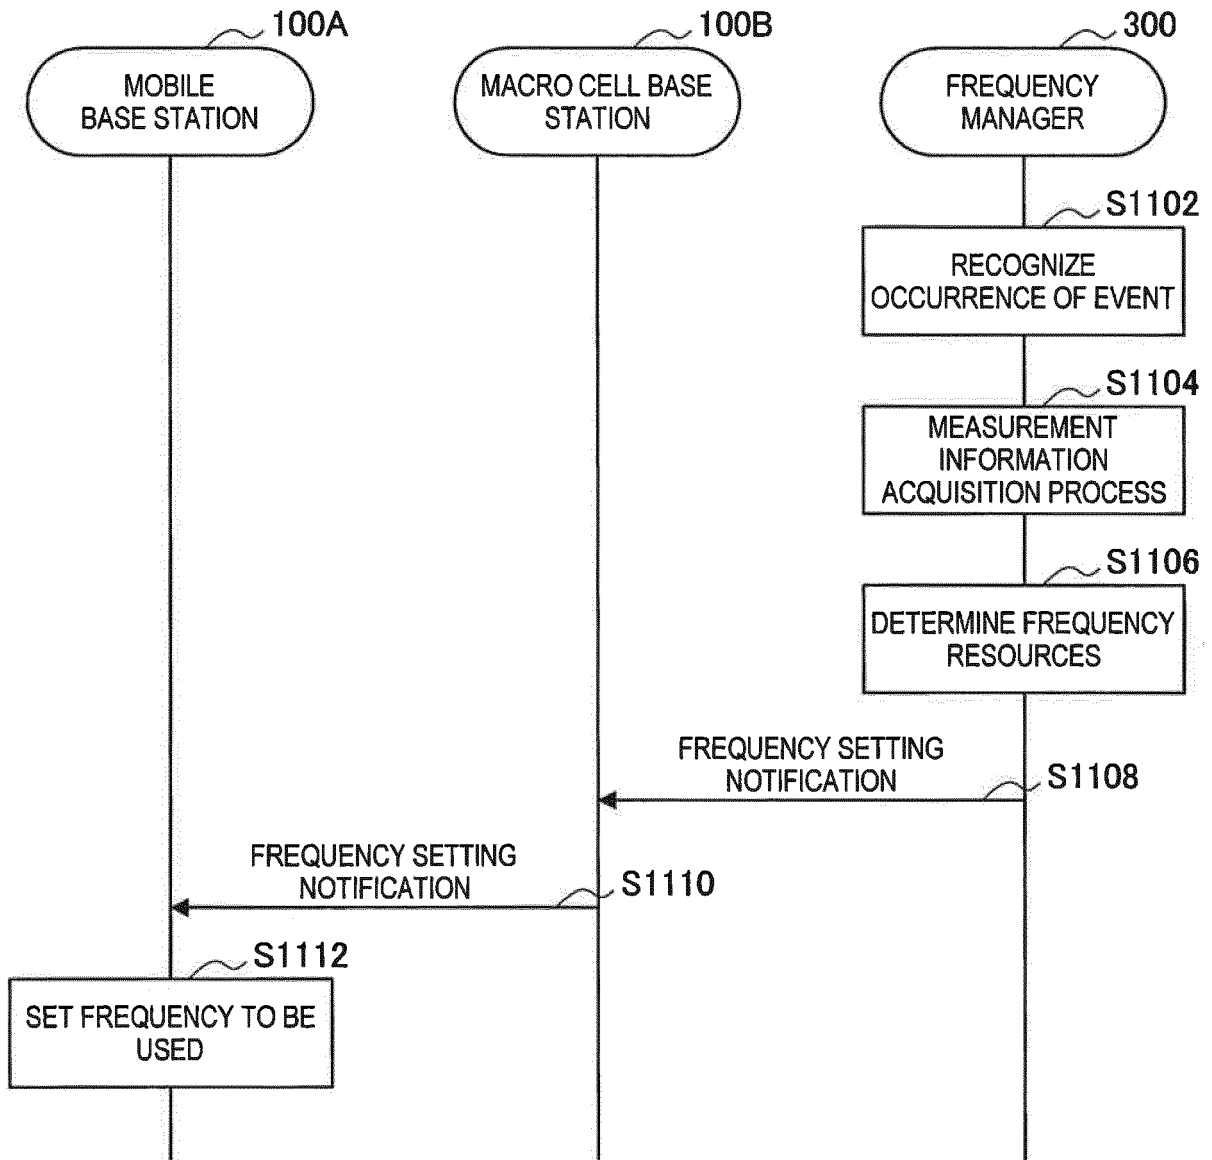 100A
100B
300
MOBILE
BASE STATION
MACRO CELL BASE
STATION
FREQUENCY
MANAGER
S1102
RECOGNIZE
OCCURRENCE OF EVENT
S1104
MEASUREMENT
INFORMATION
ACQUISITION PROCESS
S1106
DETERMINE FREQUENCY
RESOURCES
FREQUENCY SETTING
NOTIFICATION
S1108
FREQUENCY SETTING
NOTIFICATION
S1110
S1112
SET FREQUENCY TO BE
USED